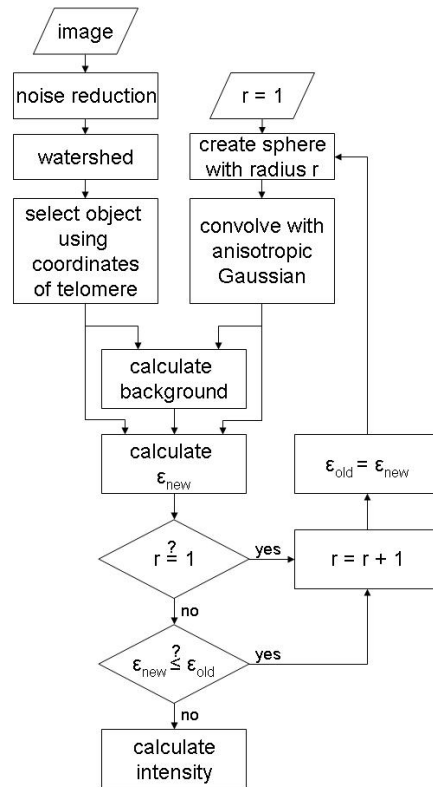 image
noise reduction
watershed
select object
using
coordinates
of telomere
r = 1
create sphere
with radius r
convolve with
anisotropic
Gaussian
calculate
background
calculate
εnew
εold = εnew
r ≟ 1
yes
r = r + 1
no
εnew ≤? εold
yes
no
calculate
intensity